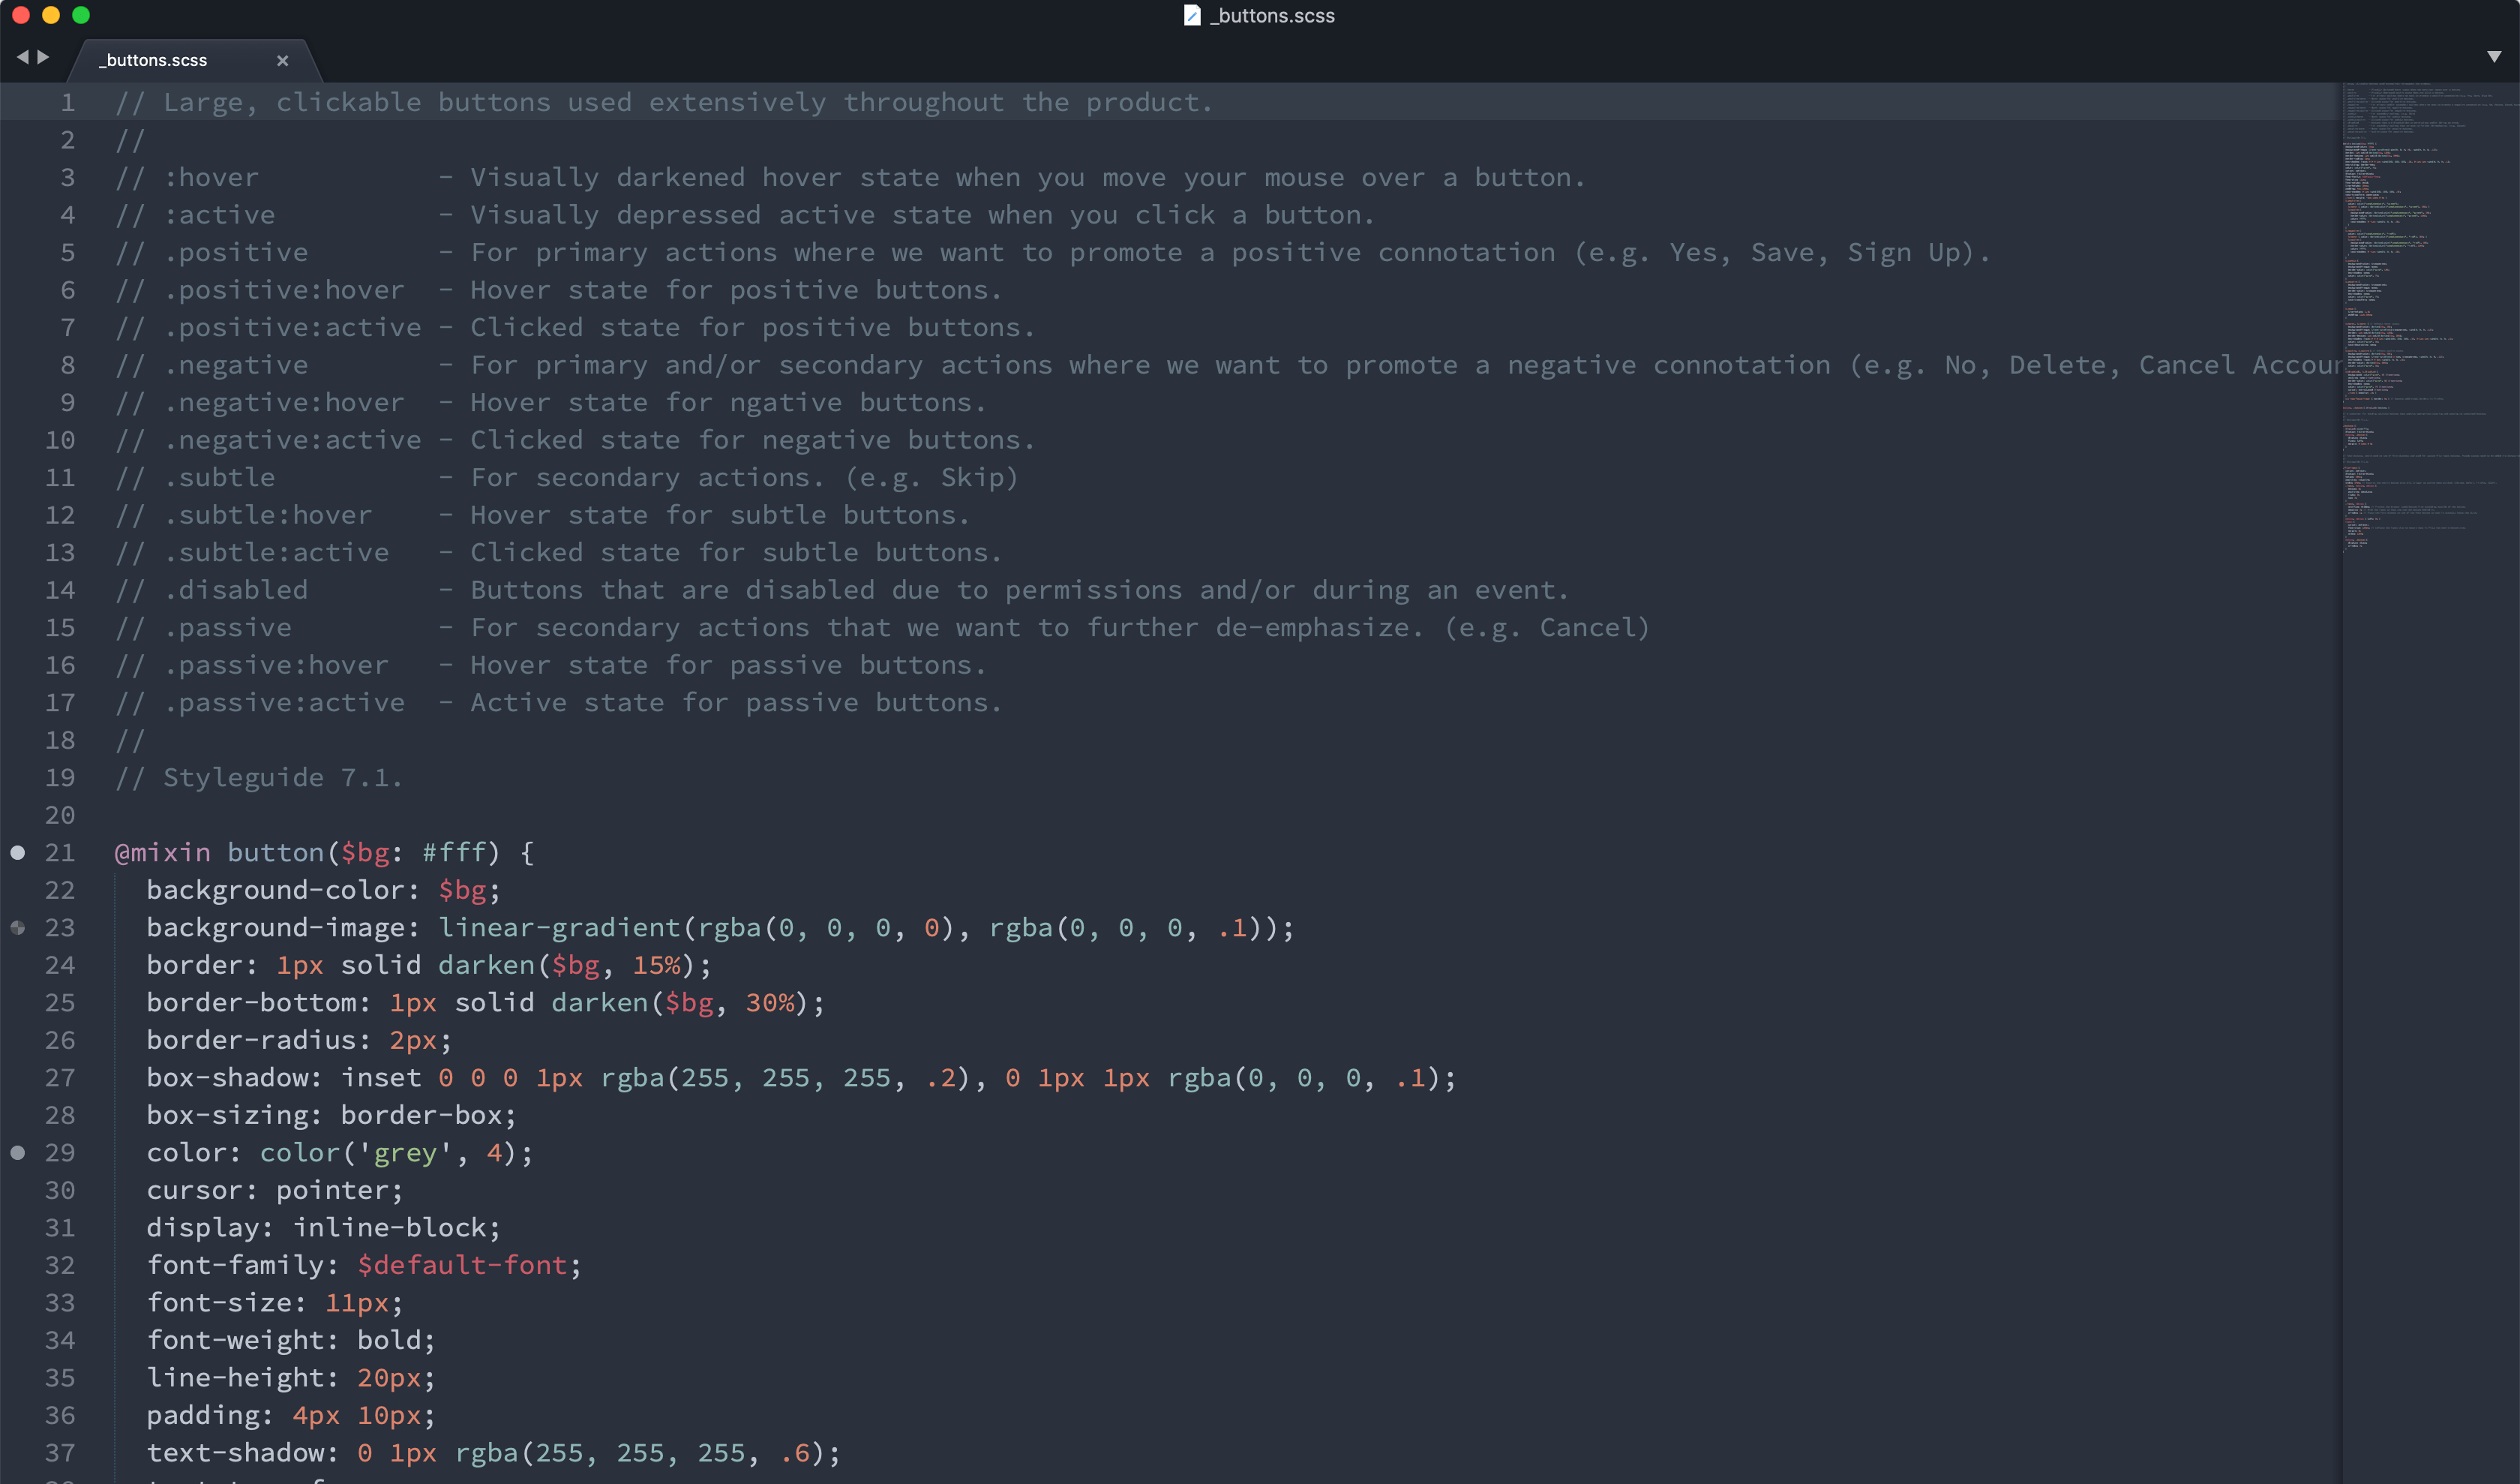 _buttons.scss
_buttons.scss ×
1 // Large, clickable buttons used extensively throughout the product.
2 //
3 // :hover           - Visually darkened hover state when you move your mouse over a button.
4 // :active          - Visually depressed active state when you click a button.
5 // .positive        - For primary actions where we want to promote a positive connotation (e.g. Yes, Save, Sign Up).
6 // .positive:hover  - Hover state for positive buttons.
7 // .positive:active - Clicked state for positive buttons.
8 // .negative        - For primary and/or secondary actions where we want to promote a negative connotation (e.g. No, Delete, Cancel Accou
9 // .negative:hover  - Hover state for ngative buttons.
10 // .negative:active - Clicked state for negative buttons.
11 // .subtle          - For secondary actions. (e.g. Skip)
12 // .subtle:hover    - Hover state for subtle buttons.
13 // .subtle:active   - Clicked state for subtle buttons.
14 // .disabled        - Buttons that are disabled due to permissions and/or during an event.
15 // .passive         - For secondary actions that we want to further de-emphasize. (e.g. Cancel)
16 // .passive:hover   - Hover state for passive buttons.
17 // .passive:active  - Active state for passive buttons.
18 //
19 // Styleguide 7.1.
20
21 @mixin button($bg: #fff) {
22   background-color: $bg;
23   background-image: linear-gradient(rgba(0, 0, 0, 0), rgba(0, 0, 0, .1));
24   border: 1px solid darken($bg, 15%);
25   border-bottom: 1px solid darken($bg, 30%);
26   border-radius: 2px;
27   box-shadow: inset 0 0 0 1px rgba(255, 255, 255, .2), 0 1px 1px rgba(0, 0, 0, .1);
28   box-sizing: border-box;
29   color: color('grey', 4);
30   cursor: pointer;
31   display: inline-block;
32   font-family: $default-font;
33   font-size: 11px;
34   font-weight: bold;
35   line-height: 20px;
36   padding: 4px 10px;
37   text-shadow: 0 1px rgba(255, 255, 255, .6);